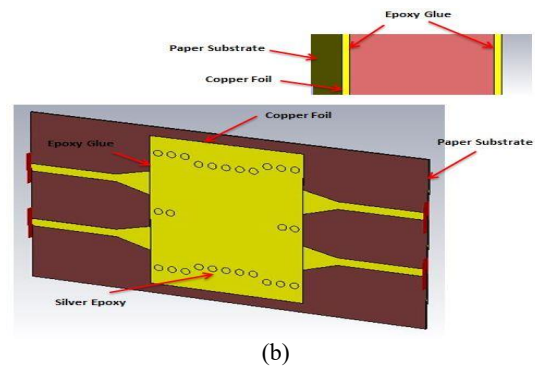 Epoxy Glue
Paper Substrate
Copper Foil
Copper Foil
Epoxy Glue
Paper Substrate
Silver Epoxy
(b)